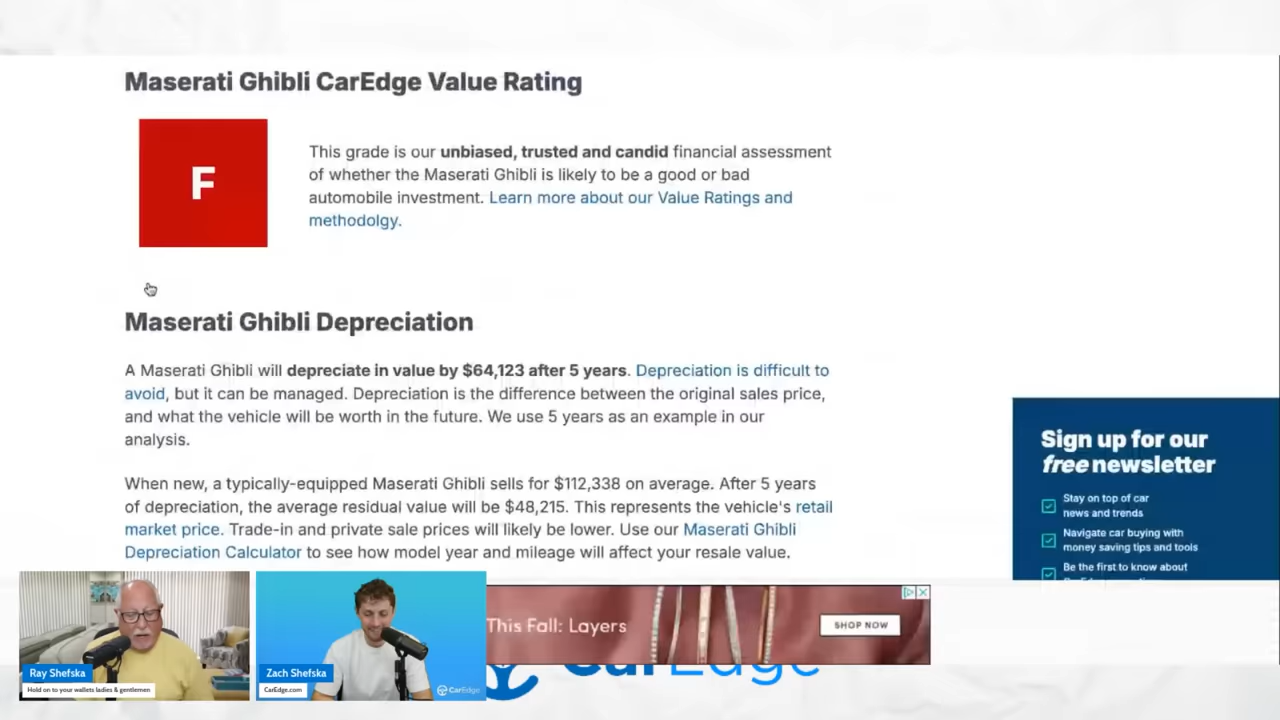 Maserati Ghibli CarEdge Value Rating
F
This grade is our unbiased, trusted and candid financial assessment
of whether the Maserati Ghibli is likely to be a good or bad
automobile investment. Learn more about our Value Ratings and
methodolgy.
Maserati Ghibli Depreciation
A Maserati Ghibli will depreciate in value by $64,123 after 5 years. Depreciation is difficult to
avoid, but it can be managed. Depreciation is the difference between the original sales price,
and what the vehicle will be worth in the future. We use 5 years as an example in our
analysis.
When new, a typically-equipped Maserati Ghibli sells for $112,338 on average. After 5 years
of depreciation, the average residual value will be $48,215. This represents the vehicle's retail
market price. Trade-in and private sale prices will likely be lower. Use our Maserati Ghibli
Depreciation Calculator to see how model year and mileage will affect your resale value.
Sign up for our
free newsletter
Stay on top of car
news and trends
Navigate car buying with
money saving tips and tools
Be the first to know about
This Fall: Layers
SHOP NOW
CarEdge
Ray Shefska
Hold on to your wallets ladies & gentlemen
Zach Shefska
CarEdge.com
CarEdge